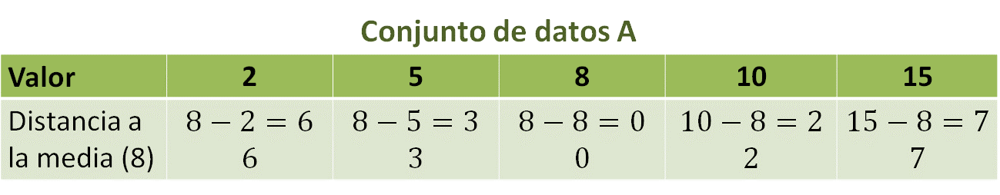 Conjunto de datos A
Valor 2 5 8 10 15
Distancia a la media (8) 8 − 2 = 6 8 − 5 = 3 8 − 8 = 0 10 − 8 = 2 15 − 8 = 7
6 3 0 2 7